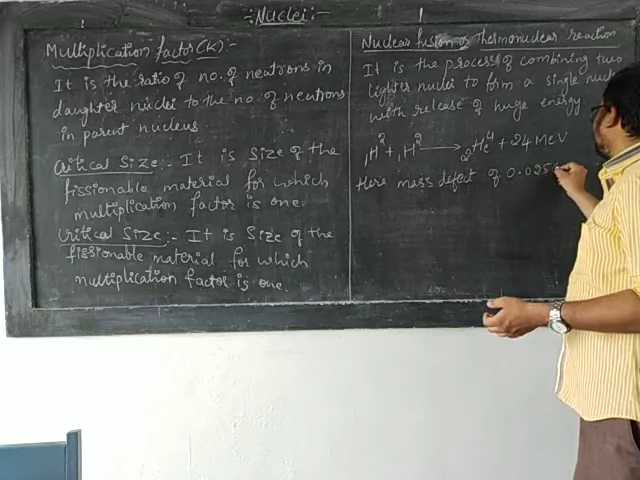 :- Nuclei :-
Multiplication factor (K) :-
It is the ratio of no. of neutrons in
daughter nuclei to the no. of neutrons
in parent nucleus
Critical Size :- It is Size of the
fissionable material for which
multiplication factor is one
Critical Size :- It is Size of the
fissionable material for which
multiplication factor is one.
Nuclear fusion or Thermonuclear reaction
It is the process of combining two
lighter nuclei to form a single
with release of huge energy.
₁H² + ₁H² → ₂He⁴ + 24 MeV
Here mass defect of 0.025